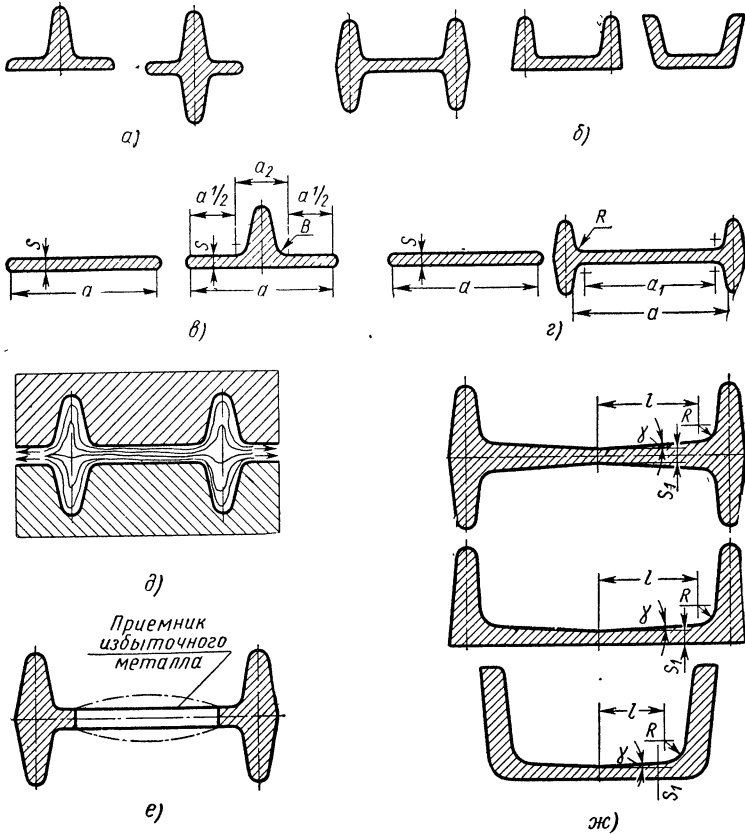 а)
б)
a₂
a½
a½
B
S
S
a
a
в)
R
S
a
a₁
a
г)
д)
Приемник
избыточного
металла
е)
l
R
γ
S₁
l
R
γ
S₁
l
R
γ
S₁
ж)